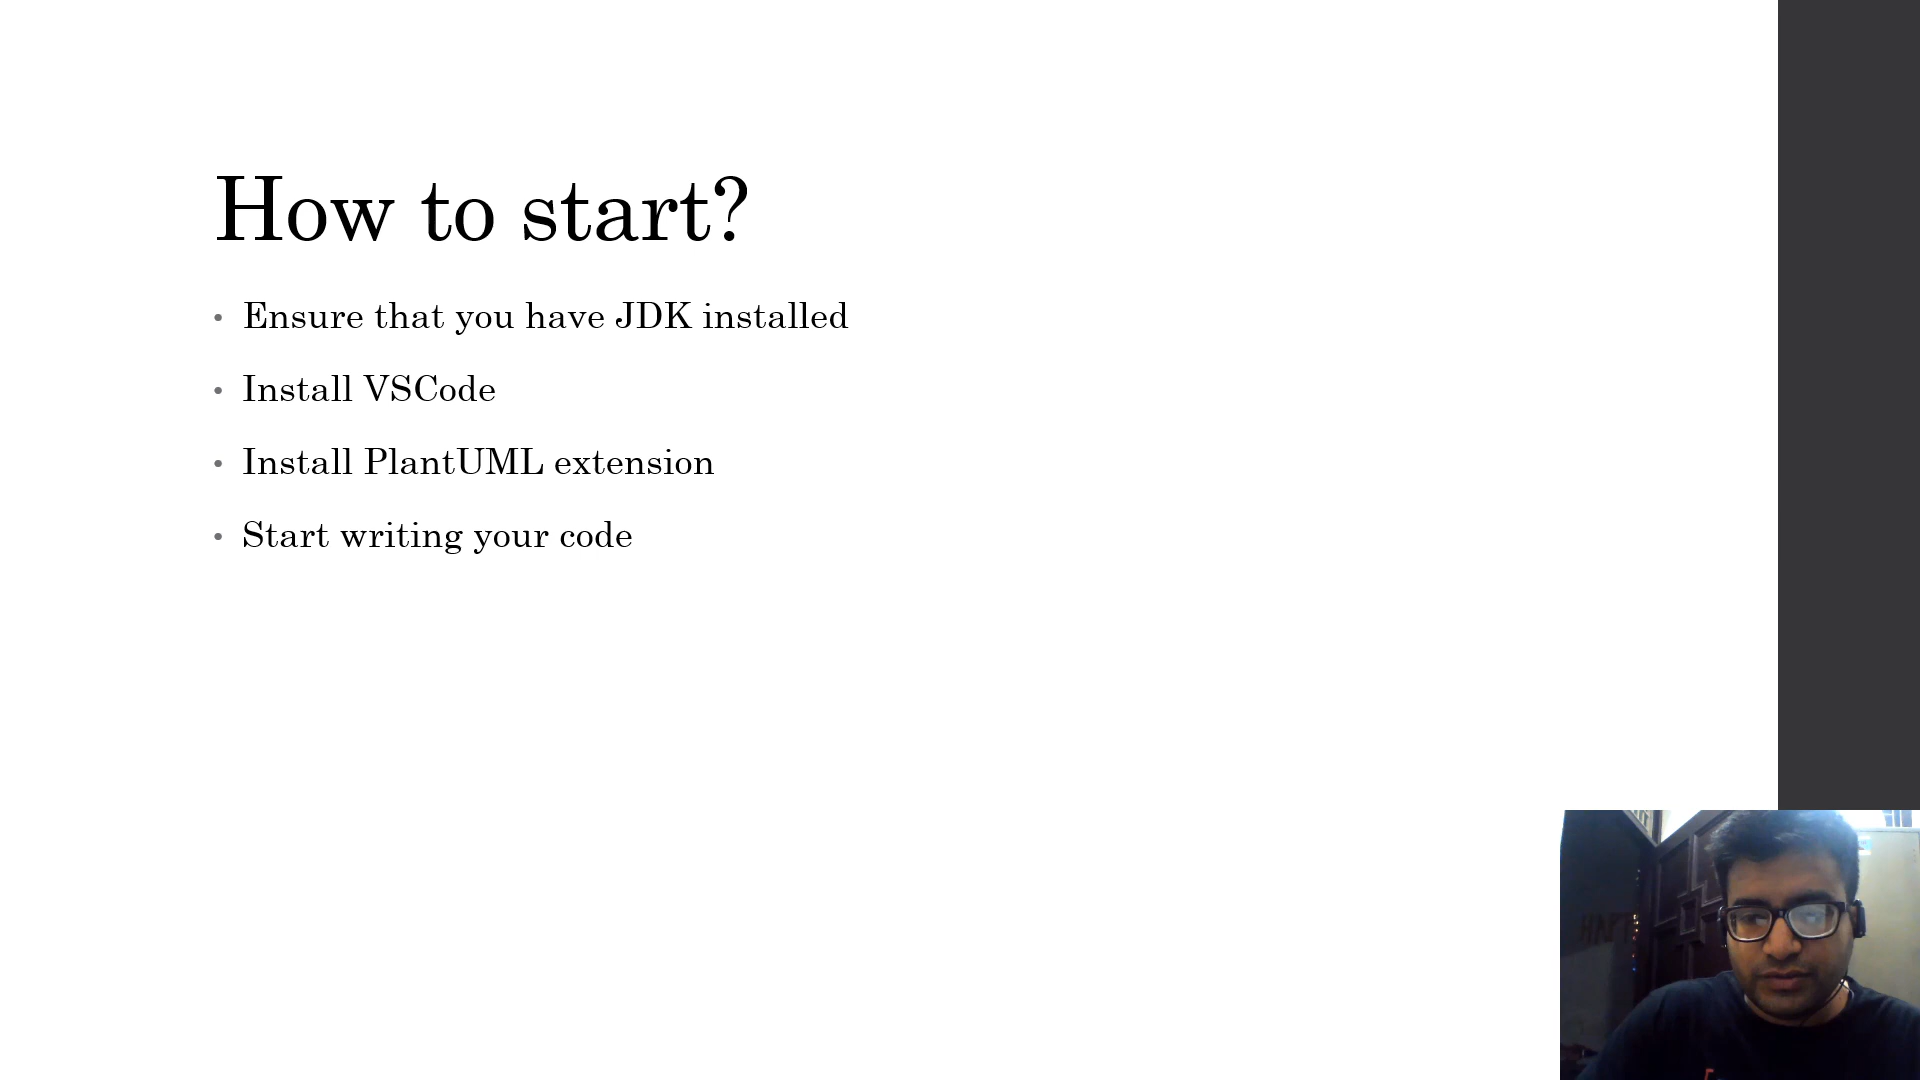 How to start?
• Ensure that you have JDK installed
• Install VSCode
• Install PlantUML extension
• Start writing your code